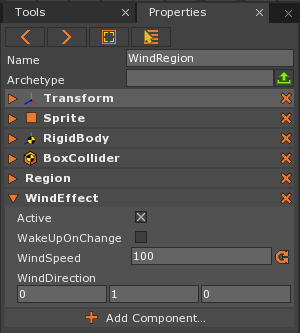 Tools Properties
Name WindRegion
Archetype
Transform
Sprite
RigidBody
BoxCollider
Region
WindEffect
Active
WakeUpOnChange
WindSpeed 100
WindDirection
0 1 0
Add Component...